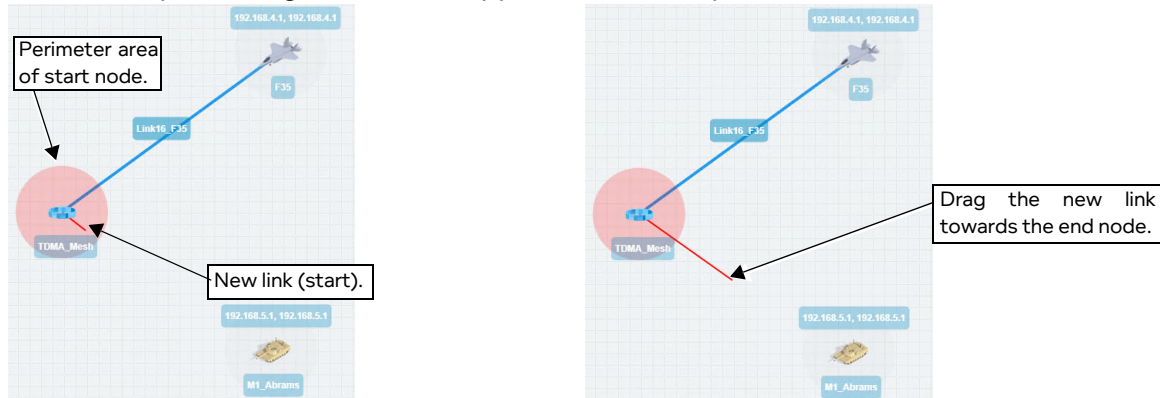 192.168.4.1, 192.168.4.1
Perimeter area
of start node.
F35
Link16_F35
TDMA_Mesh
New link (start).
192.168.5.1, 192.168.5.1
M1_Abrams
192.168.4.1, 192.168.4.1
F35
Link16_F35
TDMA_Mesh
Drag the new link
towards the end node.
192.168.5.1, 192.168.5.1
M1_Abrams